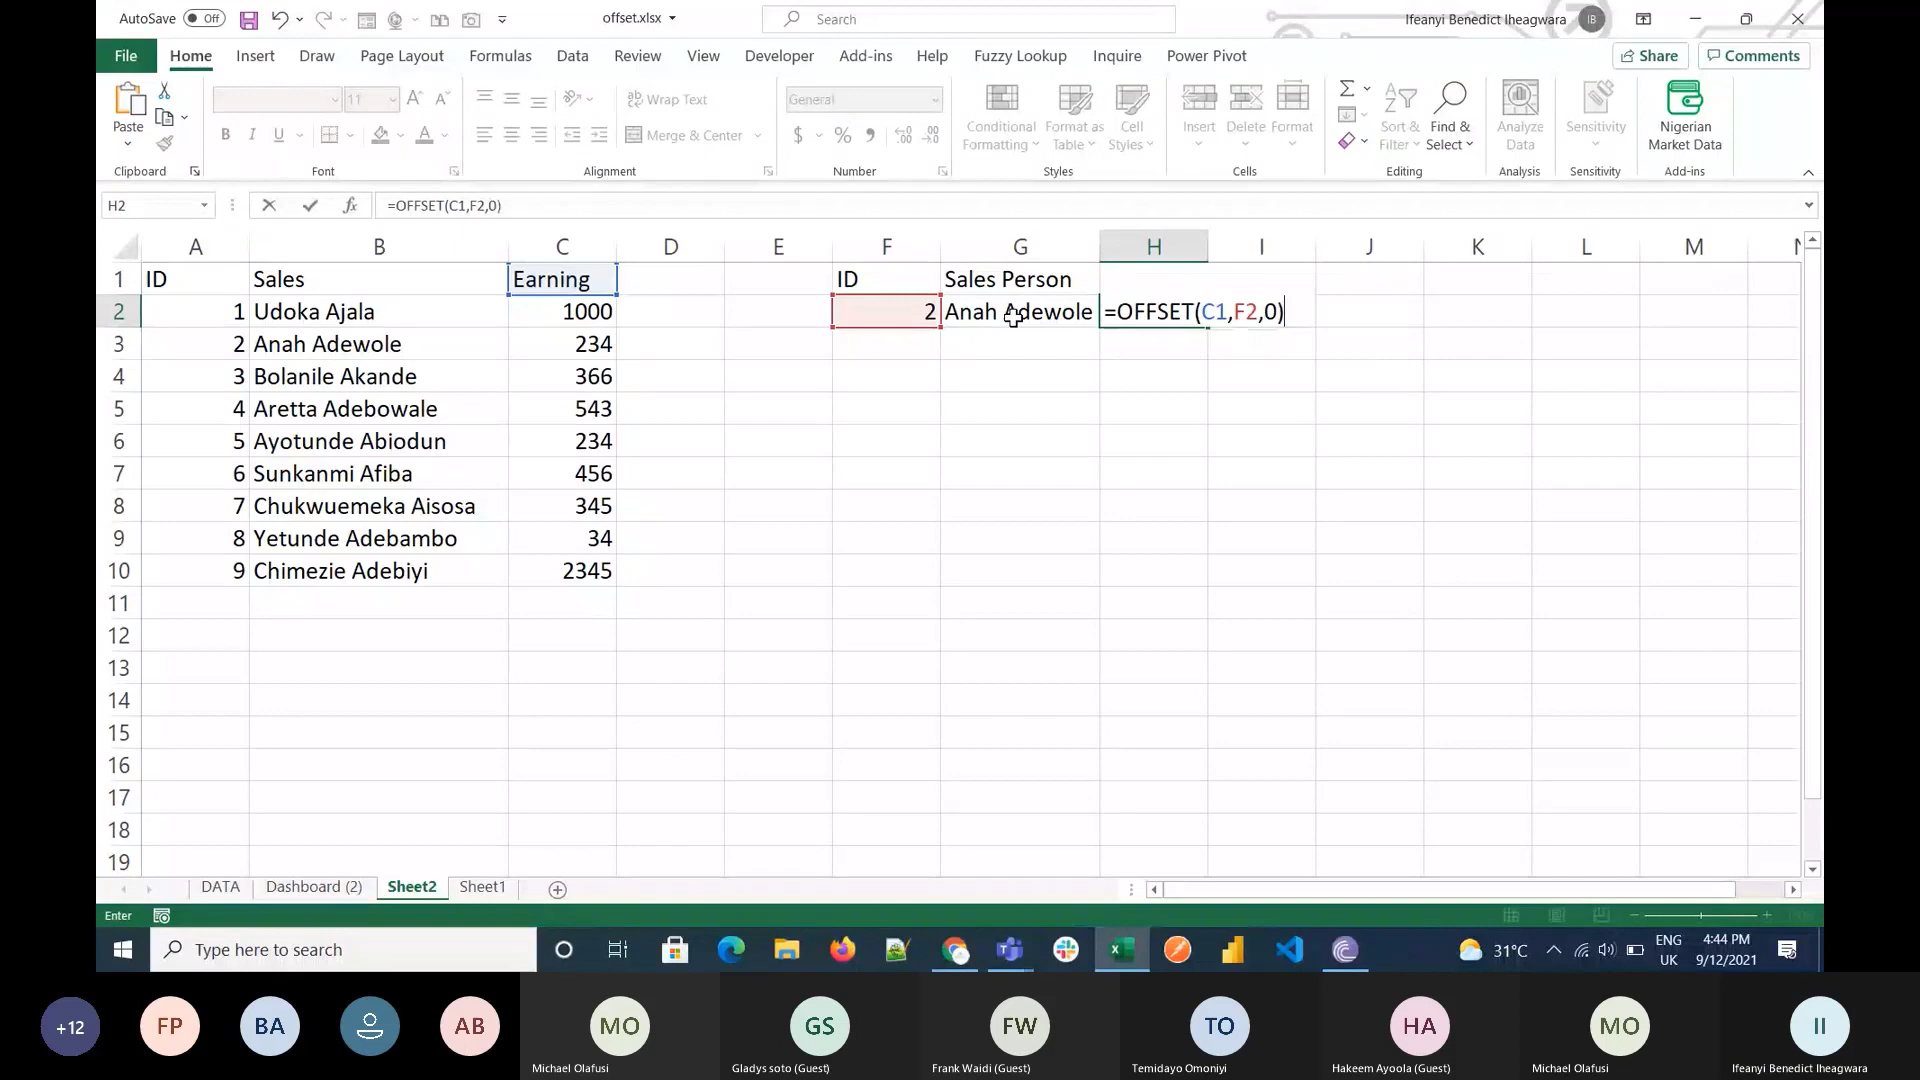 AutoSave Off
offset.xlsx
Search
Ifeanyi Benedict Iheagwara IB
File Home Insert Draw Page Layout Formulas Data Review View Developer Add-ins Help Fuzzy Lookup Inquire Power Pivot Share Comments
11 General
Wrap Text
Merge & Center
Paste
B I U
Conditional Formatting
Format as Table
Cell Styles
Insert
Delete
Format
Sort & Filter
Find & Select
Analyze Data
Sensitivity
Nigerian Market Data
Clipboard Font Alignment Number Styles Cells Editing Analysis Sensitivity Add-ins
H2 fx =OFFSET(C1,F2,0)
A B C D E F G H I J K L M
1 ID Sales Earning ID Sales Person
2 1 Udoka Ajala 1000 2 Anah Adewole =OFFSET(C1,F2,0)
3 2 Anah Adewole 234
4 3 Bolanile Akande 366
5 4 Aretta Adebowale 543
6 5 Ayotunde Abiodun 234
7 6 Sunkanmi Afiba 456
8 7 Chukwuemeka Aisosa 345
9 8 Yetunde Adebambo 34
10 9 Chimezie Adebiyi 2345
11
12
13
14
15
16
17
18
19
DATA Dashboard (2) Sheet2 Sheet1
Enter
Type here to search
31°C
ENG
UK
4:44 PM
9/12/2021
+12 FP BA AB MO GS FW TO HA MO II
Michael Olafusi Gladys soto (Guest) Frank Waidi (Guest) Temidayo Omoniyi Hakeem Ayoola (Guest) Michael Olafusi Ifeanyi Benedict Iheagwara